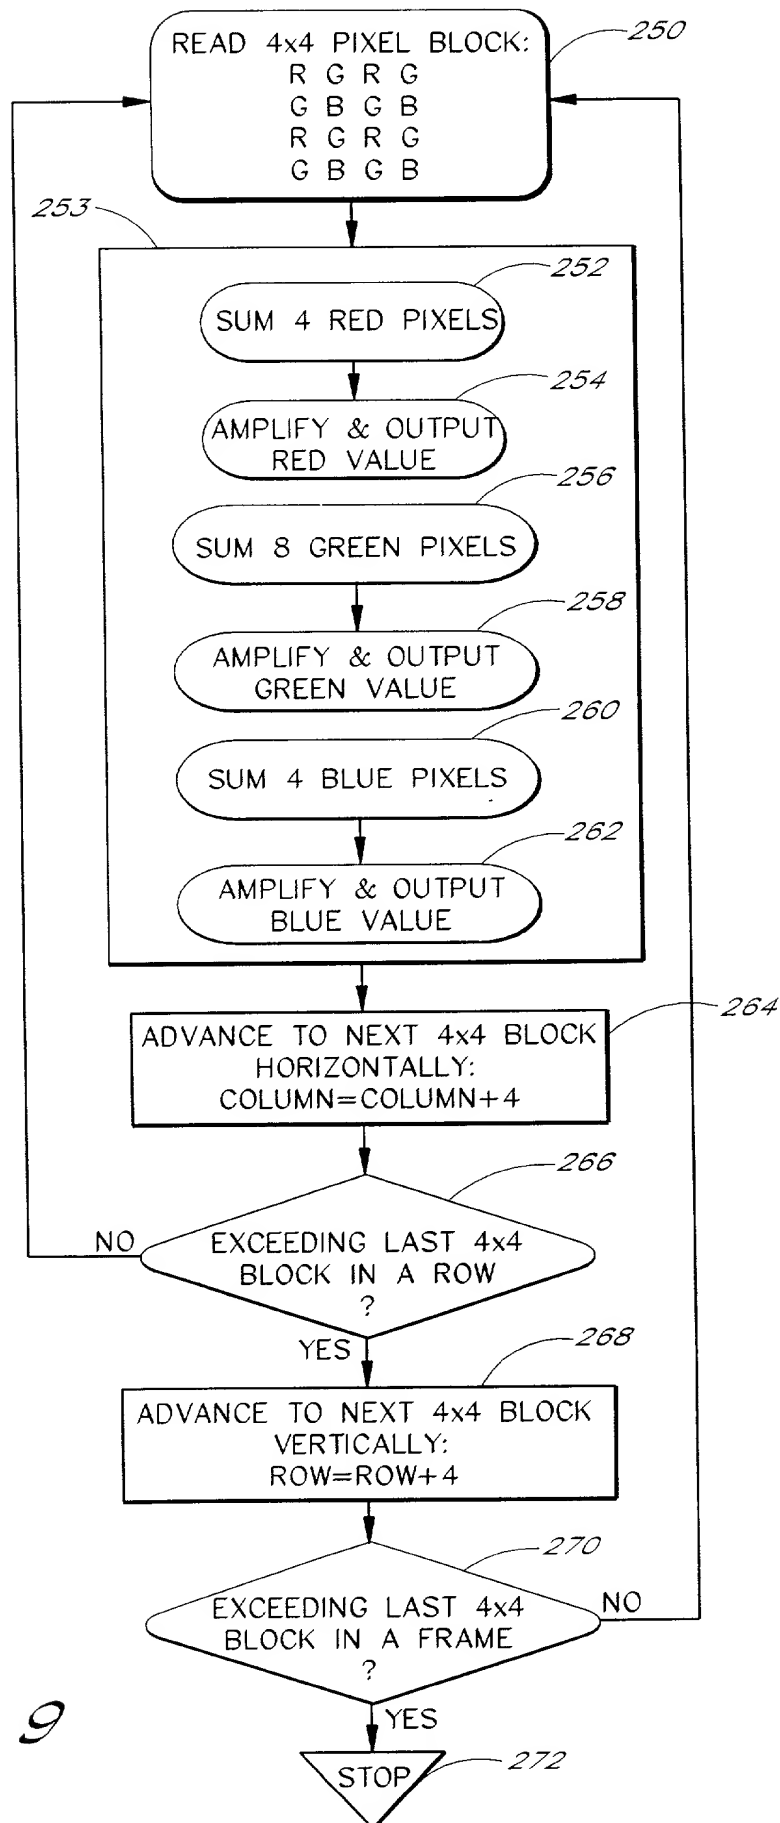 READ 4x4 PIXEL BLOCK:
R G R G
G B G B
R G R G
G B G B
250
253
252
SUM 4 RED PIXELS
254
AMPLIFY & OUTPUT
RED VALUE
256
SUM 8 GREEN PIXELS
258
AMPLIFY & OUTPUT
GREEN VALUE
260
SUM 4 BLUE PIXELS
262
AMPLIFY & OUTPUT
BLUE VALUE
264
ADVANCE TO NEXT 4x4 BLOCK
HORIZONTALLY:
COLUMN=COLUMN+4
266
NO
EXCEEDING LAST 4x4
BLOCK IN A ROW
?
YES
268
ADVANCE TO NEXT 4x4 BLOCK
VERTICALLY:
ROW=ROW+4
270
EXCEEDING LAST 4x4
BLOCK IN A FRAME
?
NO
YES
9
STOP
272